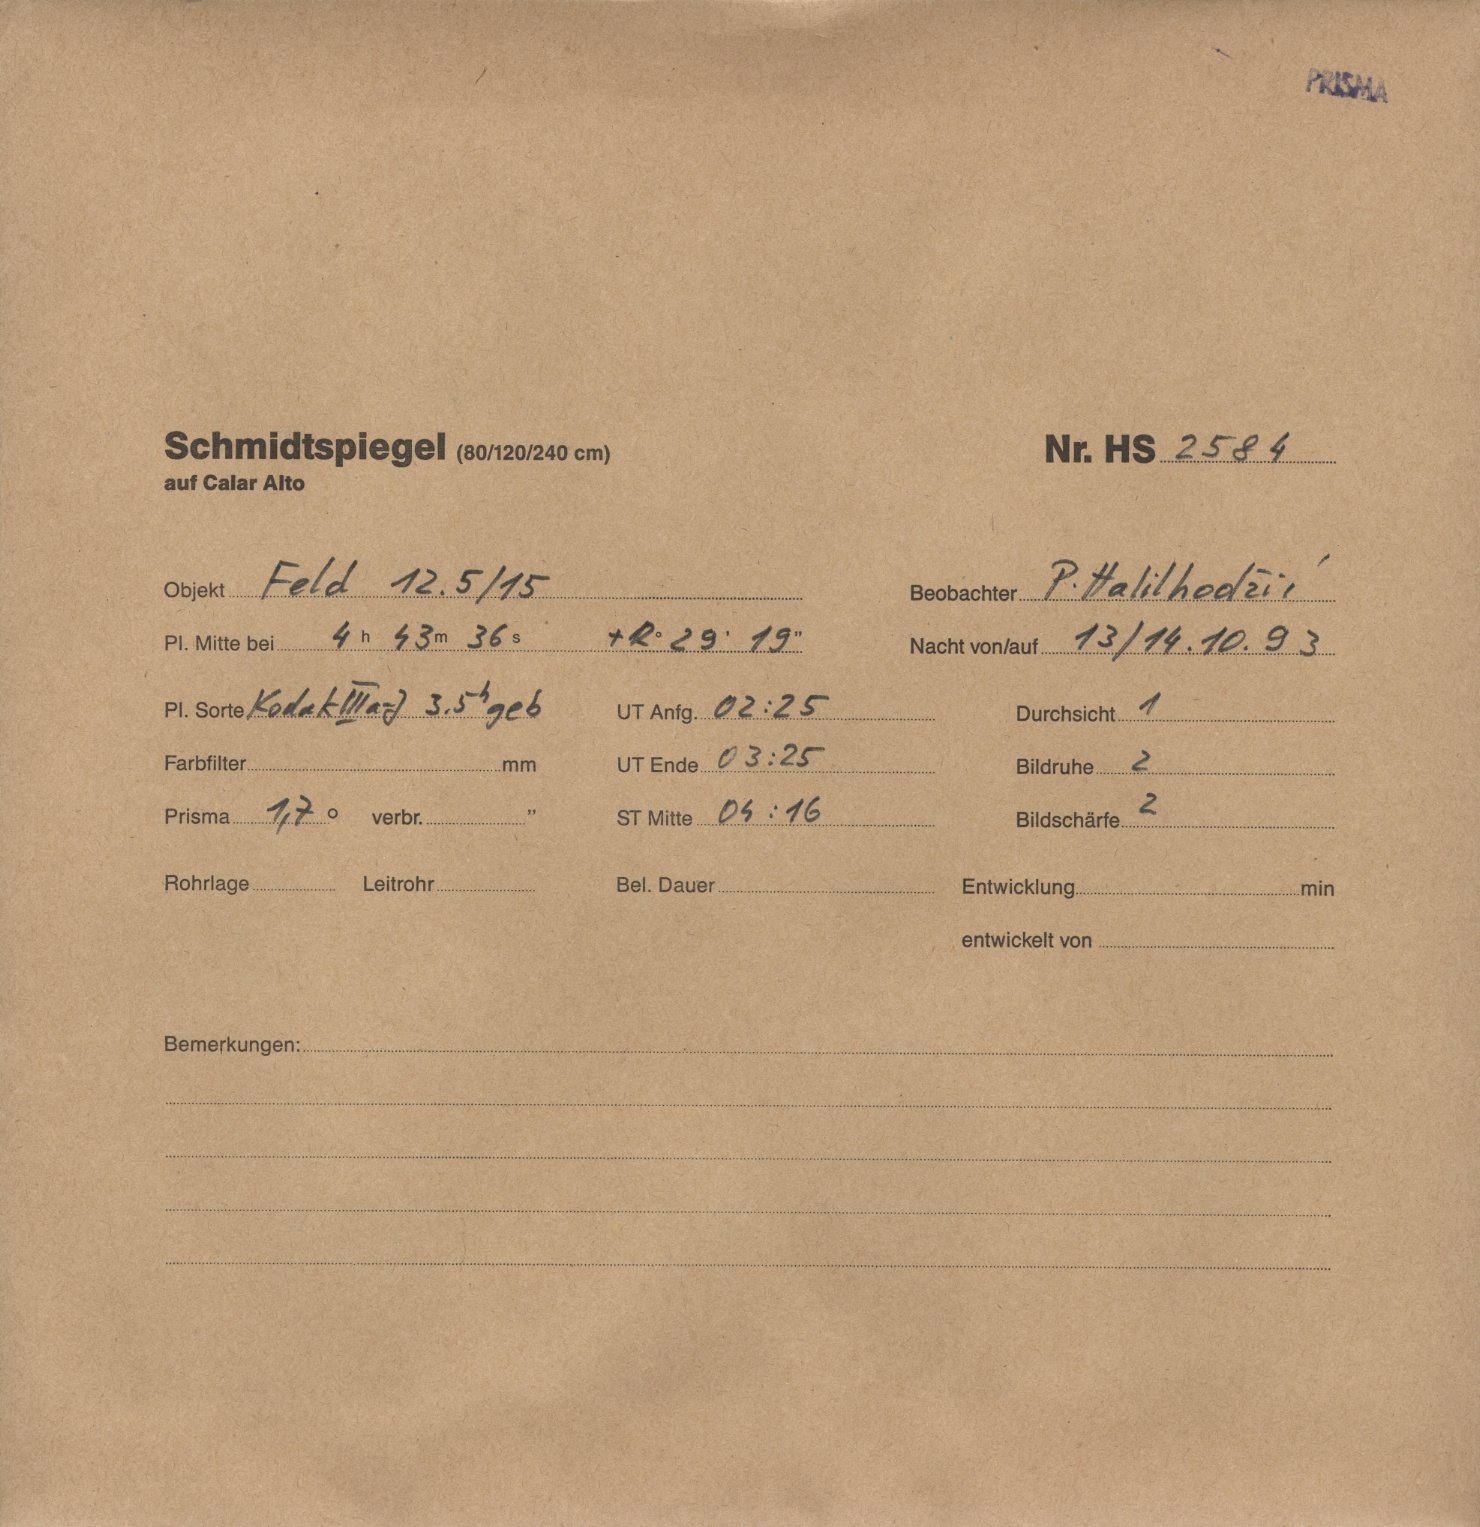 PRISMA
Schmidtspiegel (80/120/240 cm) Nr. HS 2584
auf Calar Alto
Objekt Feld 12.5/15 Beobachter P. Halilhodžić
Pl. Mitte bei 4 h 43 m 36 s + ° 29 ' 19 " Nacht von/auf 13/14.10.93
Pl. Sorte Kodak IIIaJ 3.5h geb UT Anfg. 02:25 Durchsicht 1
Farbfilter mm UT Ende 03:25 Bildruhe 2
Prisma 1,7 ° verbr. " ST Mitte 04:16 Bildschärfe 2
Rohrlage Leitrohr Bel. Dauer Entwicklung min
entwickelt von
Bemerkungen: